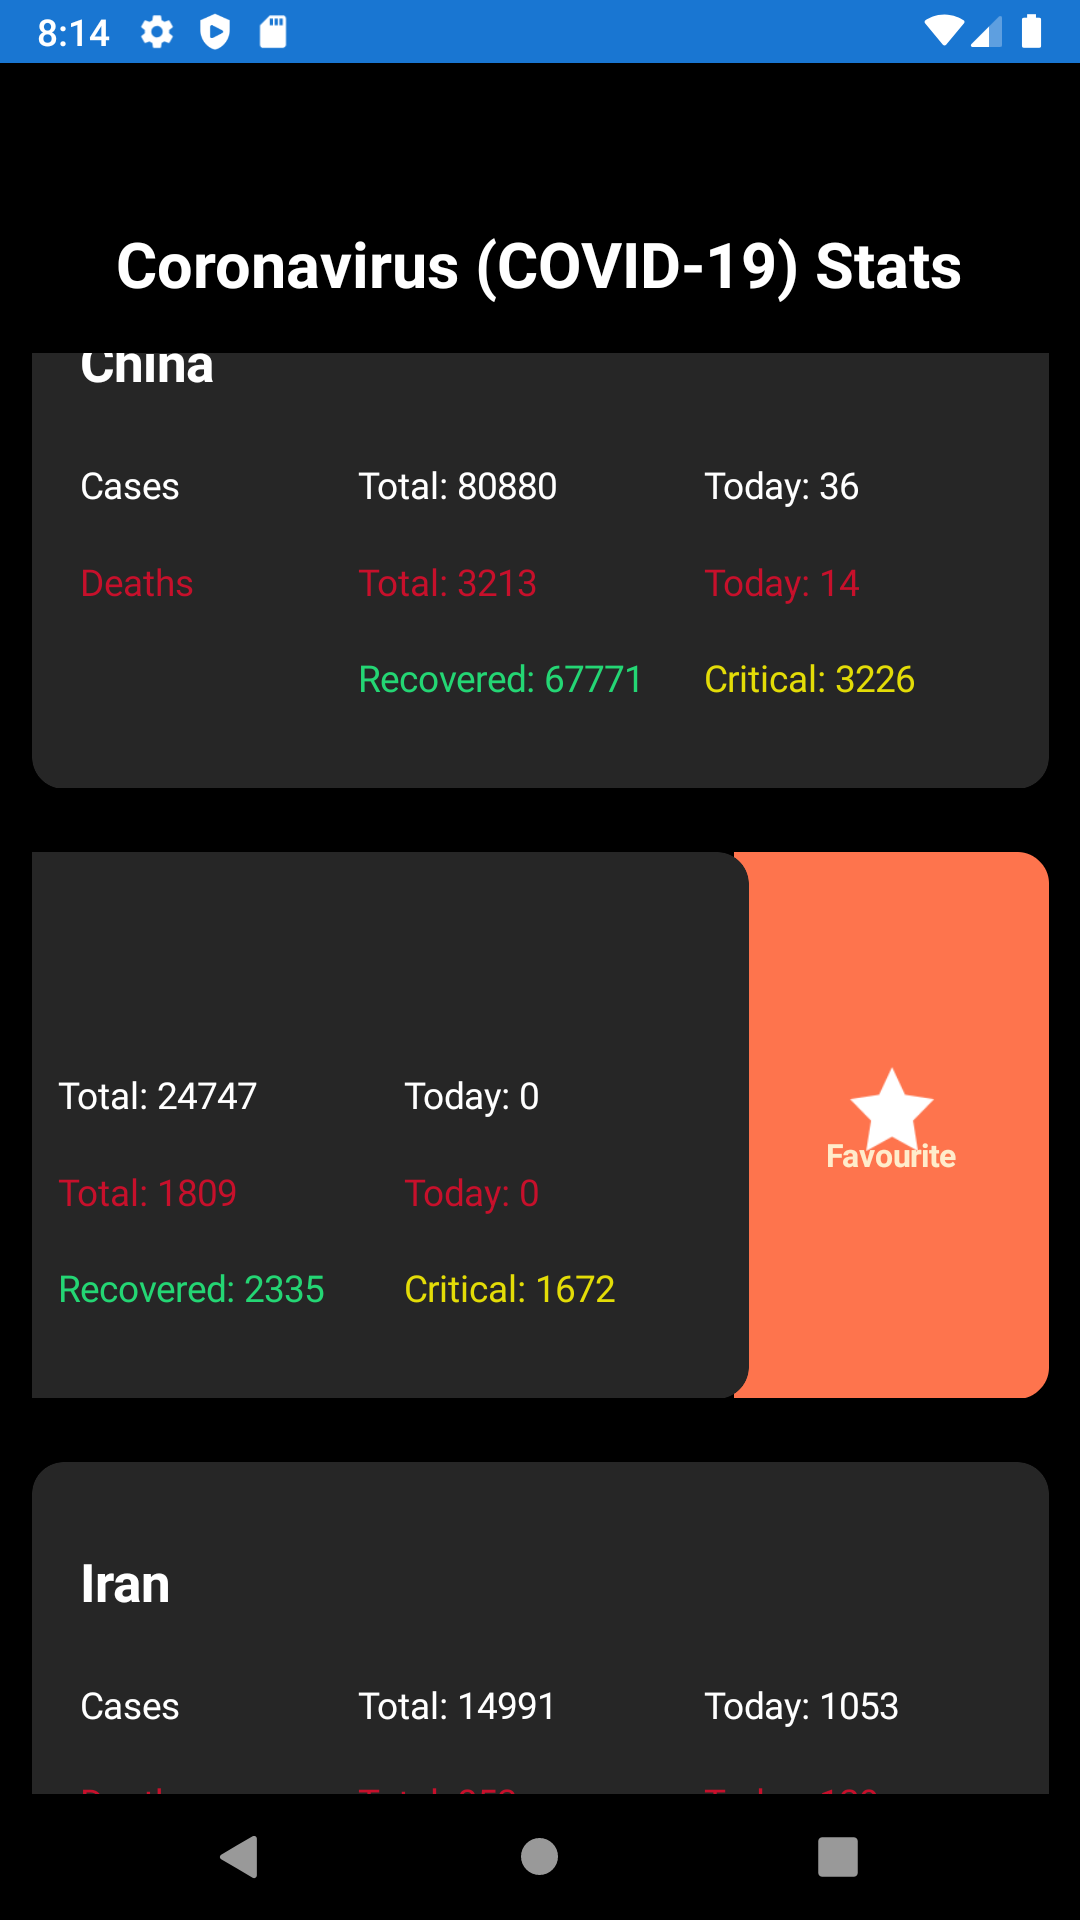 8:14
Coronavirus (COVID-19) Stats
China
Cases Total: 80880 Today: 36
Deaths Total: 3213 Today: 14
Recovered: 67771 Critical: 3226
Total: 24747 Today: 0
Total: 1809 Today: 0
Recovered: 2335 Critical: 1672
Favourite
Iran
Cases Total: 14991 Today: 1053